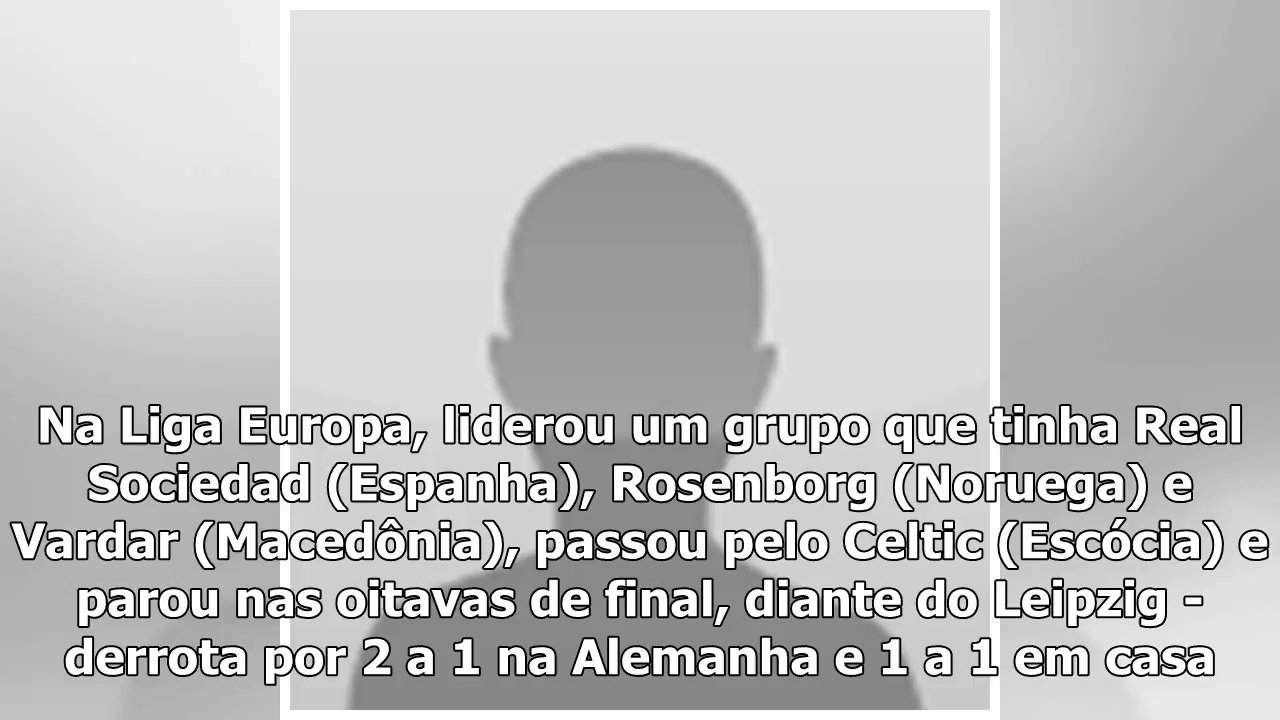 Na Liga Europa, liderou um grupo que tinha Real
Sociedad (Espanha), Rosenborg (Noruega) e
Vardar (Macedônia), passou pelo Celtic (Escócia) e
parou nas oitavas de final, diante do Leipzig -
derrota por 2 a 1 na Alemanha e 1 a 1 em casa